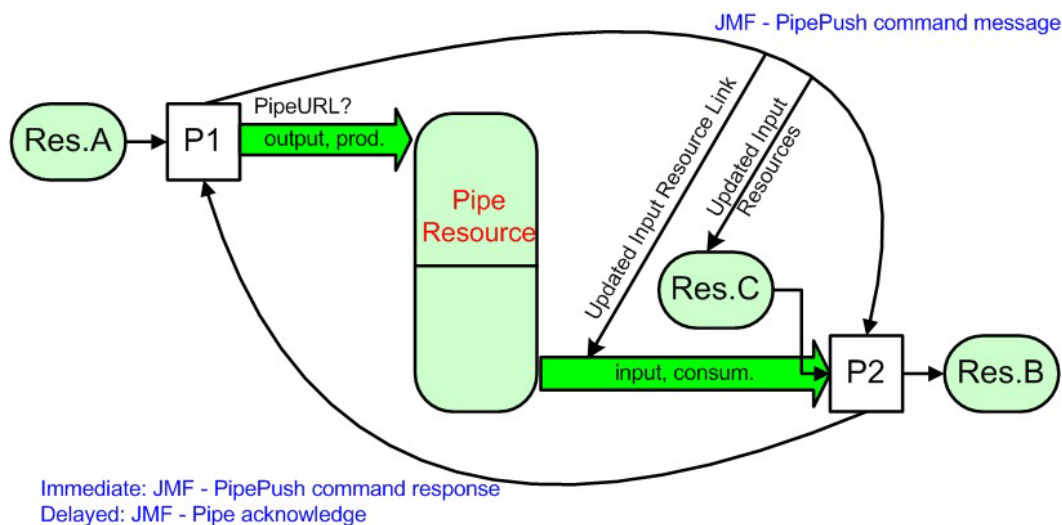 JMF - PipePush command message
PipeURL?
Res.A
P1
output, prod.
Pipe
Resource
Updated Input Resource Link
Updated Input
Resources
Res.C
input, consum.
P2
Res.B
Immediate: JMF - PipePush command response
Delayed: JMF - Pipe acknowledge